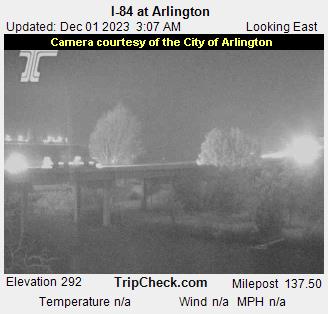 I-84 at Arlington
Updated: Dec 01 2023 3:07 AM Looking East
Camera courtesy of the City of Arlington
Elevation 292 TripCheck.com Milepost 137.50
Temperature n/a Wind n/a MPH n/a